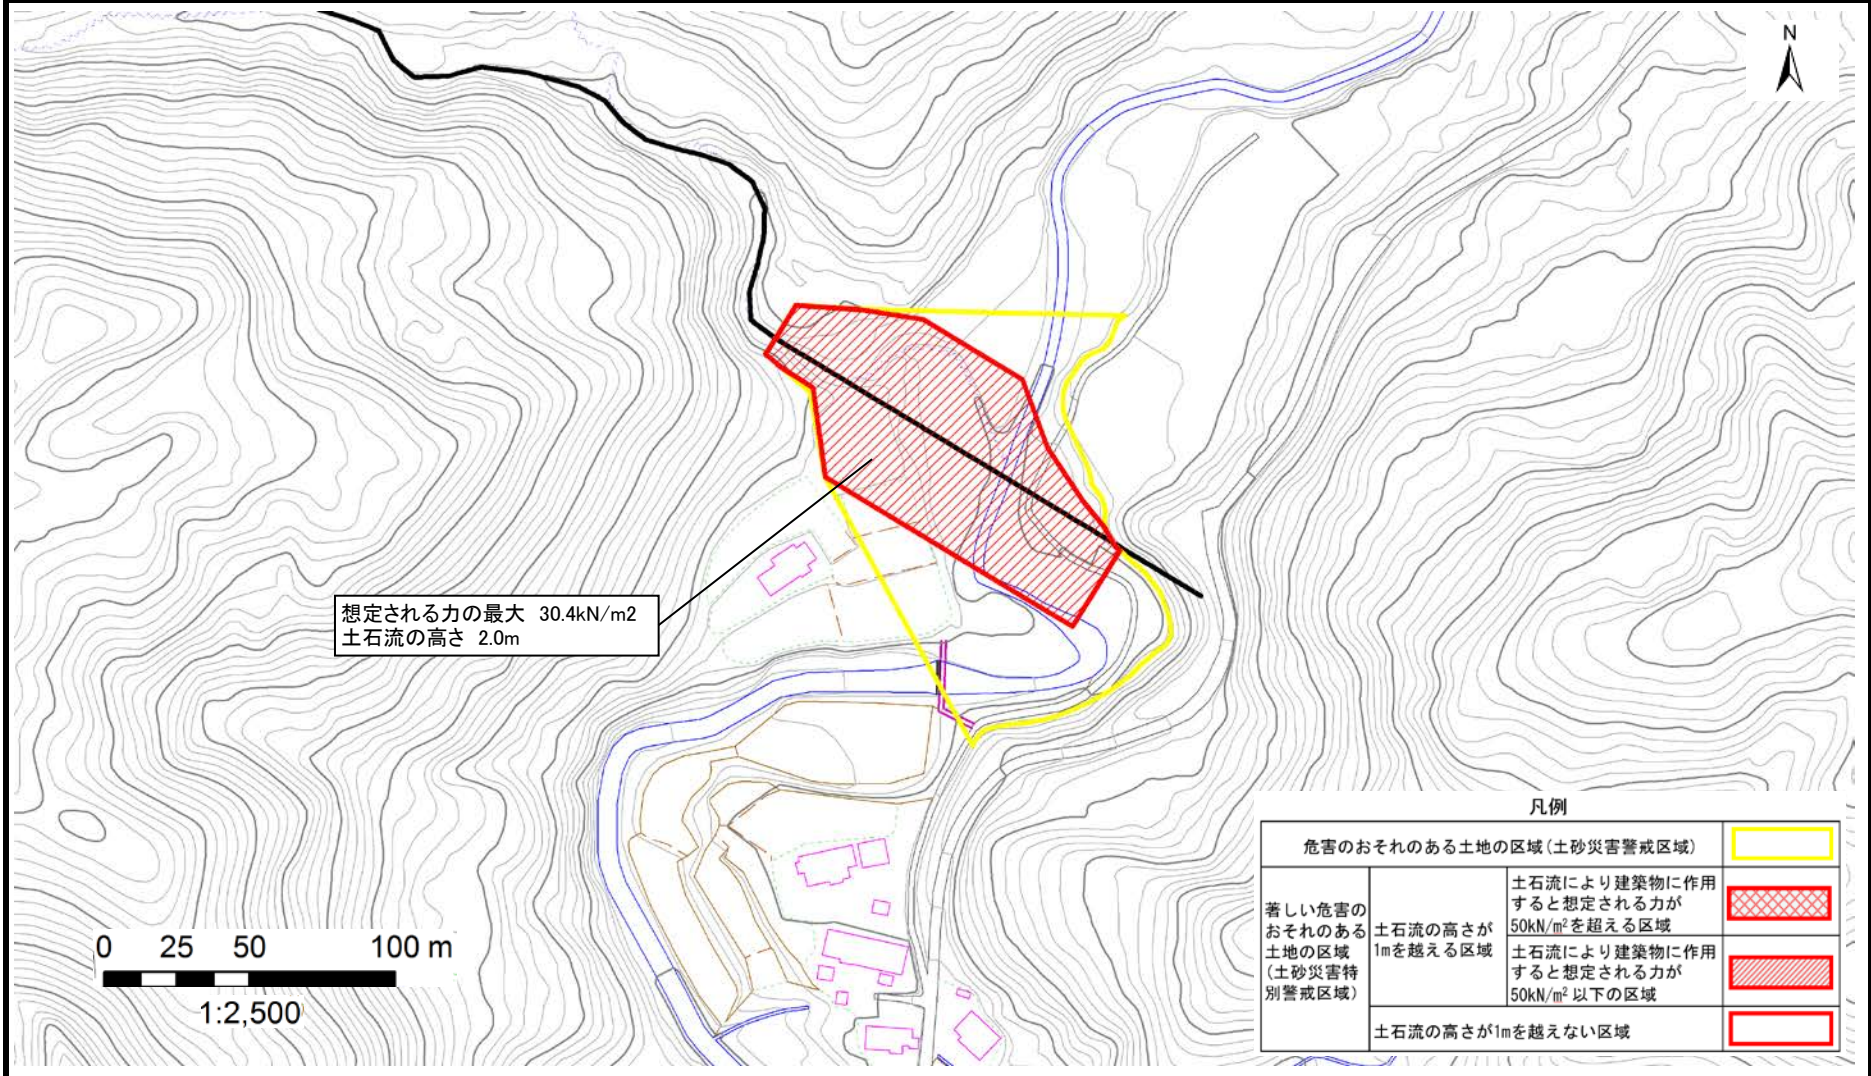 N
想定される力の最大 30.4kN/m2
土石流の高さ 2.0m
0 25 50 100 m
1:2,500
凡例
危害のおそれのある土地の区域(土砂災害警戒区域)
著しい危害の
おそれのある
土地の区域
(土砂災害特
別警戒区域)
土石流の高さが
1mを越える区域
土石流により建築物に作用
すると想定される力が
50kN/m²を超える区域
土石流により建築物に作用
すると想定される力が
50kN/m²以下の区域
土石流の高さが1mを越えない区域